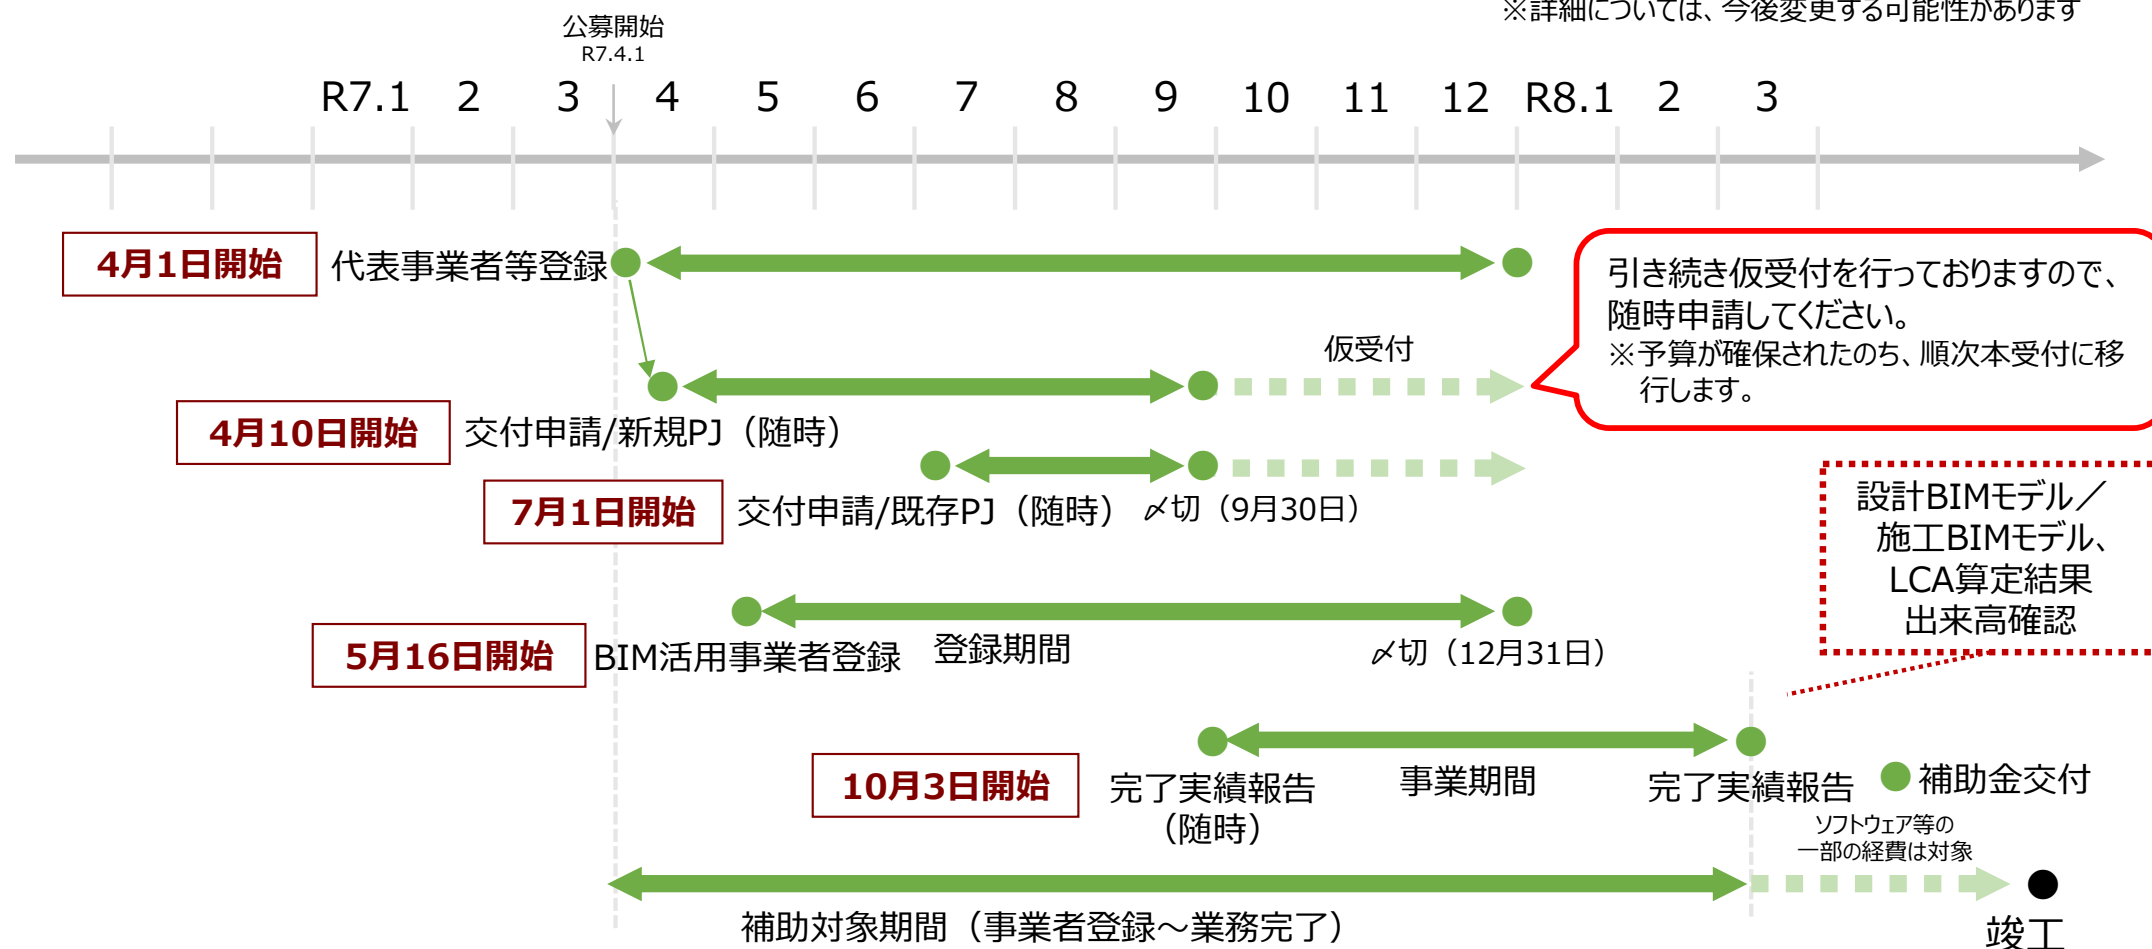 ※詳細については、今後変更する可能性があります
公募開始
R7.4.1
R7.1 2 3 4 5 6 7 8 9 10 11 12 R8.1 2 3
4月1日開始
代表事業者等登録
引き続き仮受付を行っておりますので、
随時申請してください。
※予算が確保されたのち、順次本受付に移
行します。
仮受付
4月10日開始
交付申請/新規PJ（随時）
7月1日開始
交付申請/既存PJ（随時）
〆切（9月30日）
設計BIMモデル／
施工BIMモデル、
LCA算定結果
出来高確認
5月16日開始
BIM活用事業者登録
登録期間
〆切（12月31日）
10月3日開始
完了実績報告
（随時）
事業期間
完了実績報告
補助金交付
ソフトウェア等の
一部の経費は対象
補助対象期間（事業者登録～業務完了）
竣工